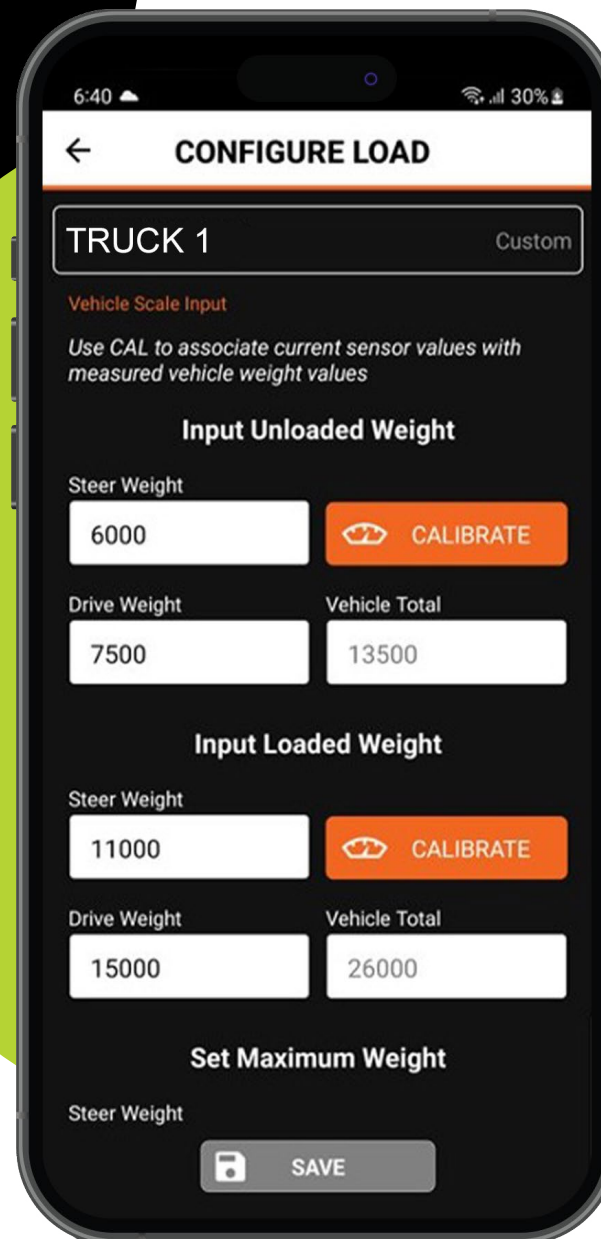 6:40 30%
CONFIGURE LOAD
TRUCK 1 Custom
Vehicle Scale Input
Use CAL to associate current sensor values with
measured vehicle weight values
Input Unloaded Weight
Steer Weight
6000 CALIBRATE
Drive Weight Vehicle Total
7500 13500
Input Loaded Weight
Steer Weight
11000 CALIBRATE
Drive Weight Vehicle Total
15000 26000
Set Maximum Weight
Steer Weight
SAVE